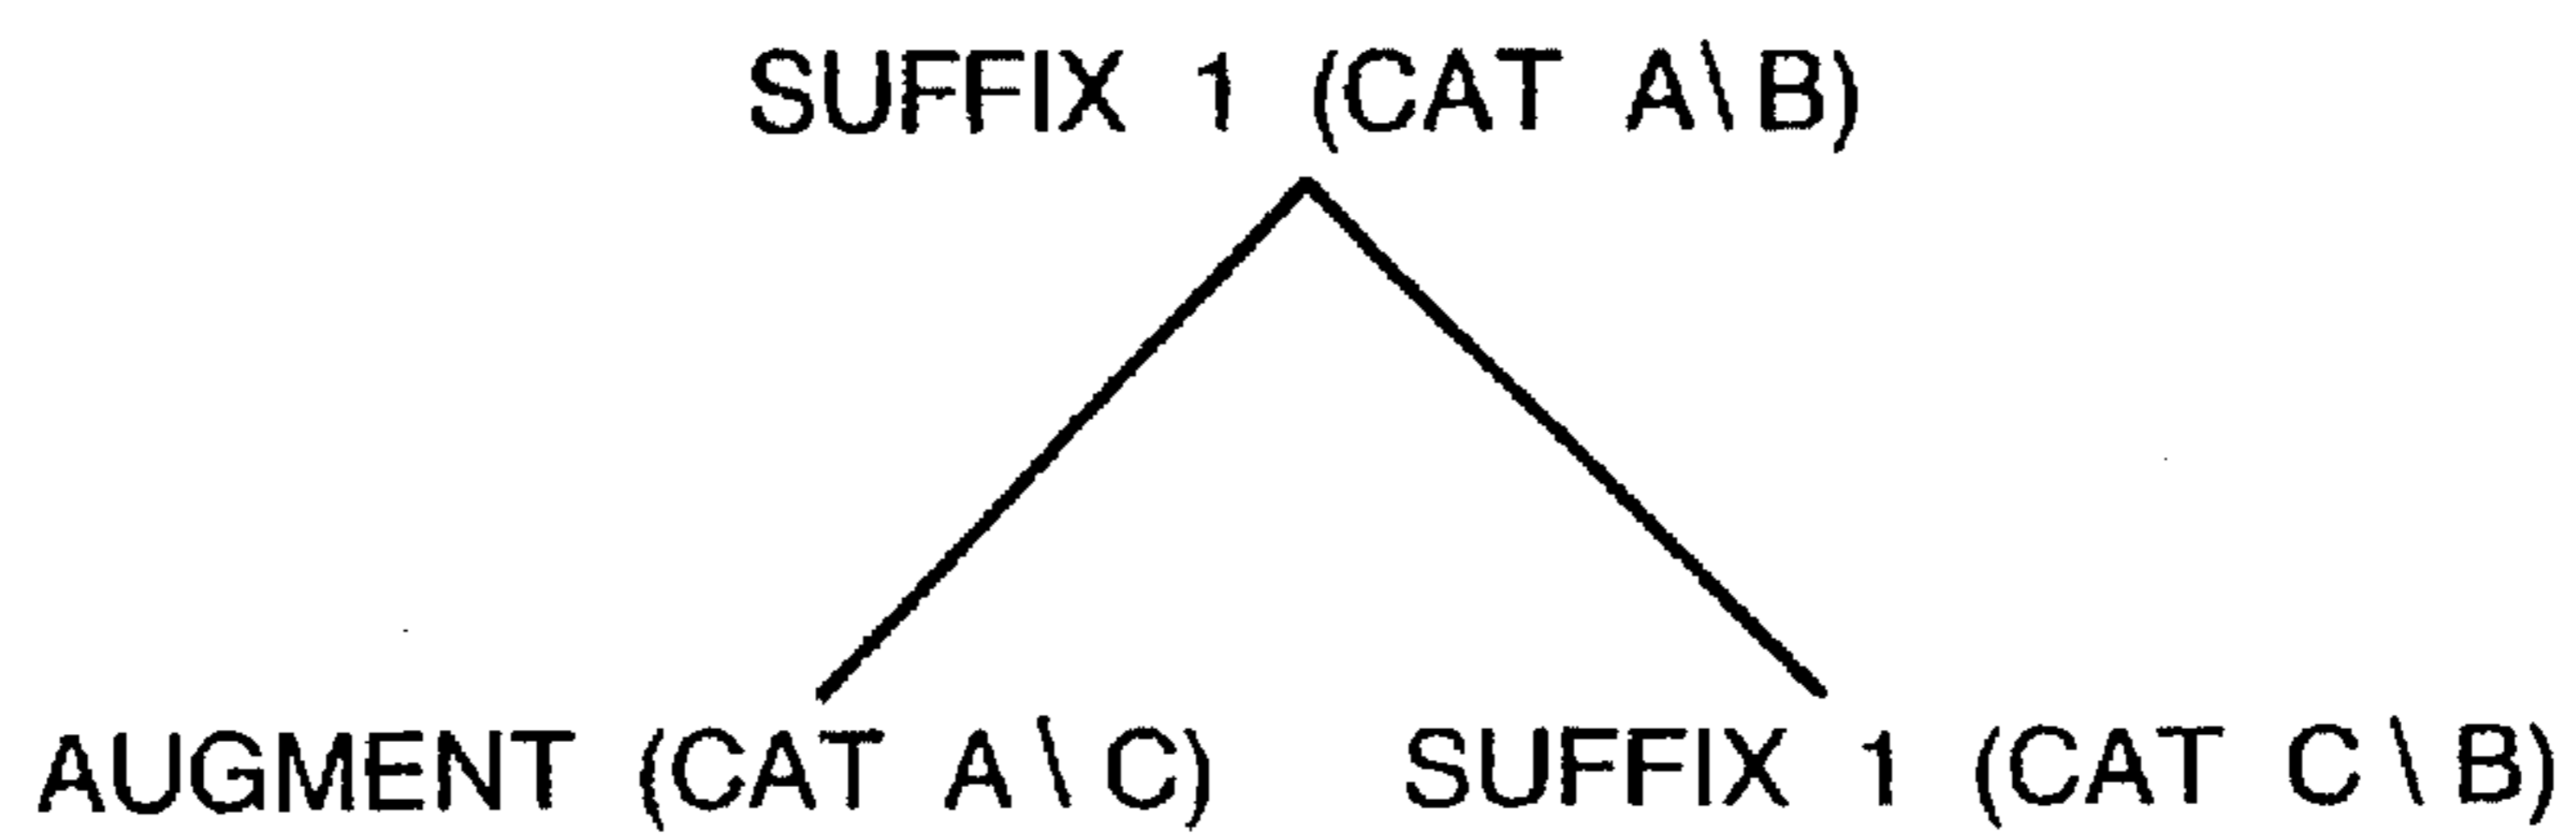 SUFFIX 1 (CAT A\B)
AUGMENT (CAT A\C) SUFFIX 1 (CAT C\B)